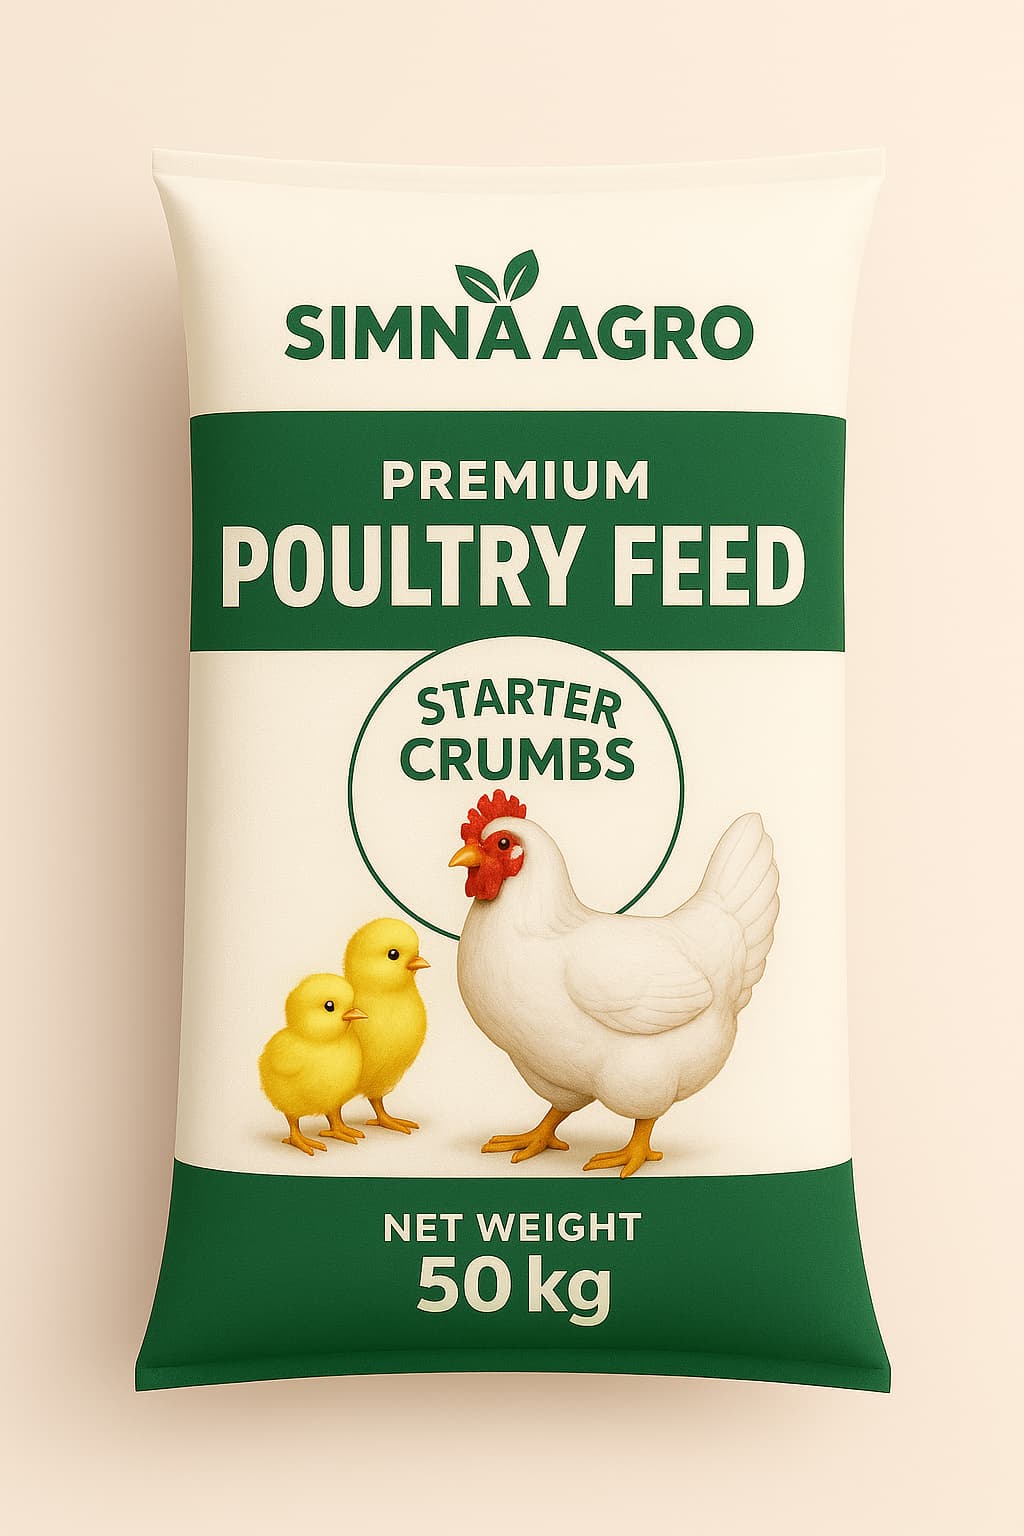 SIMNA AGRO
PREMIUM
POULTRY FEED
STARTER
CRUMBS
NET WEIGHT
50 kg